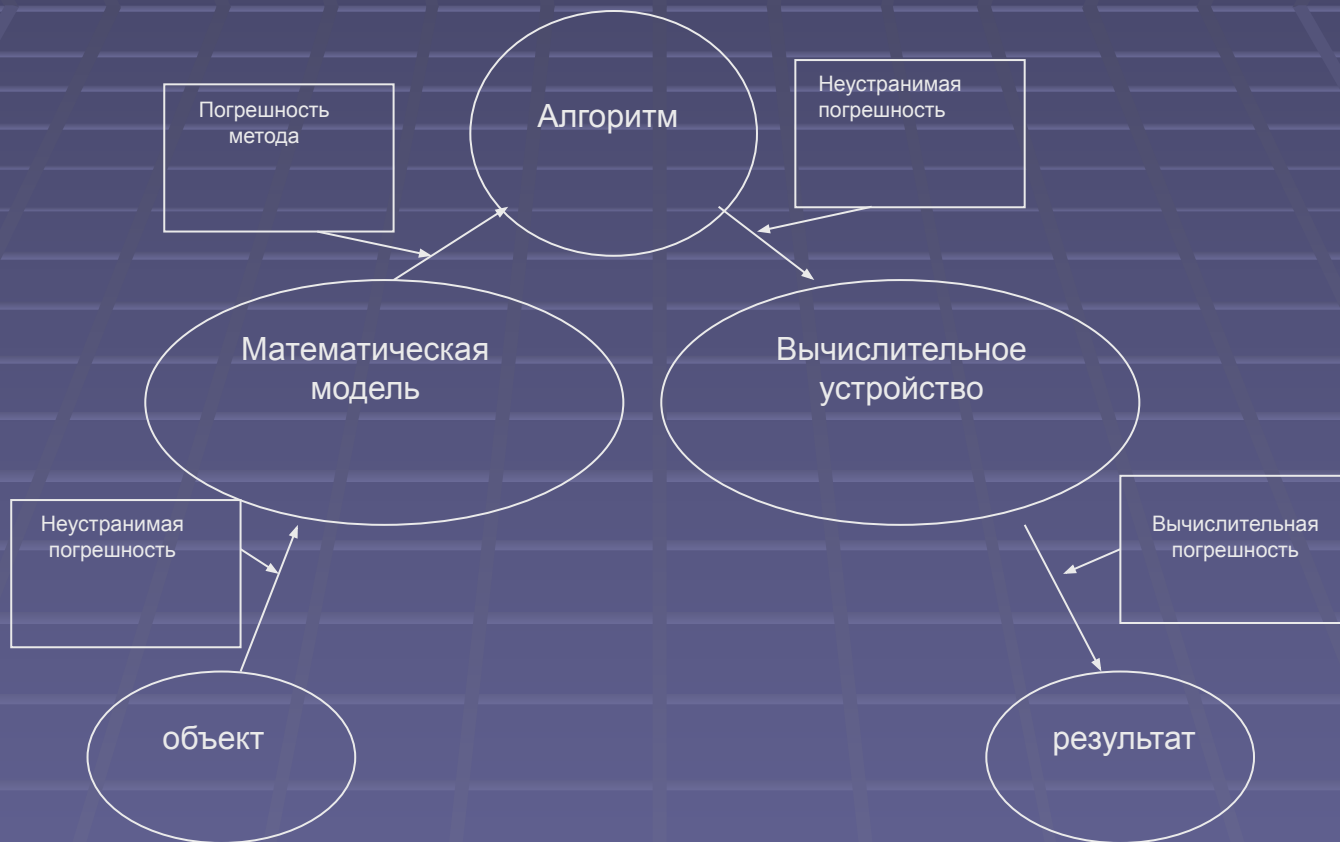 Погрешность
метода
Алгоритм
Неустранимая
погрешность
Математическая
модель
Вычислительное
устройство
Неустранимая
погрешность
Вычислительная
погрешность
объект
результат